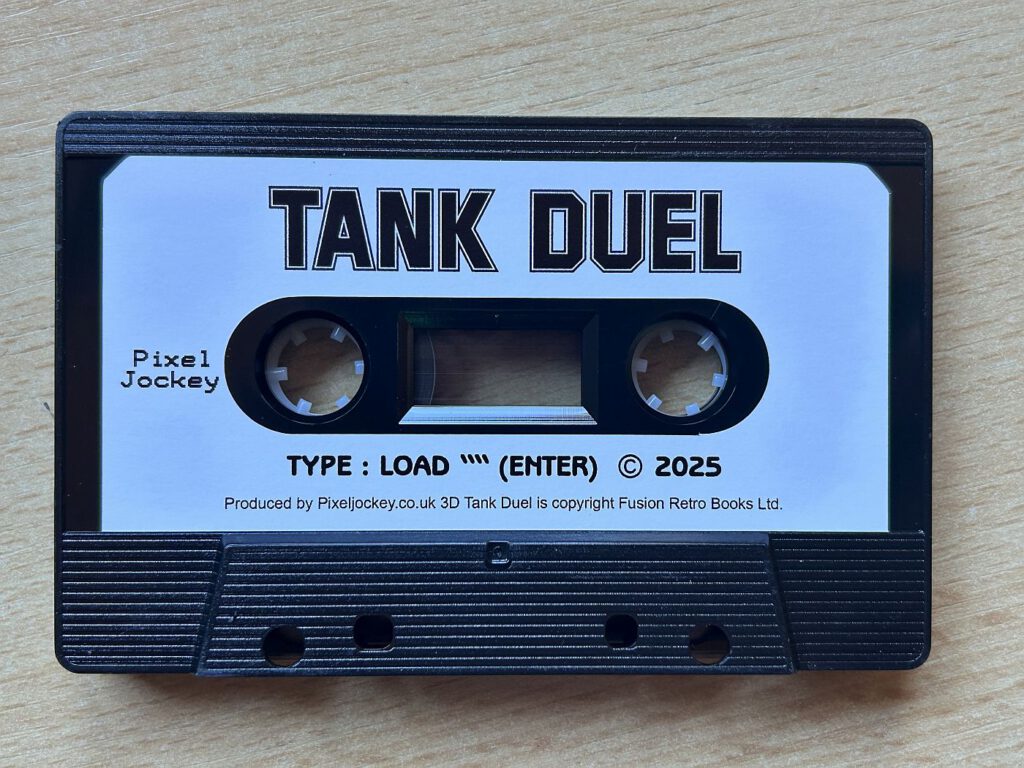 TANK DUEL
Pixel
Jockey
TYPE : LOAD "" (ENTER) © 2025
Produced by Pixeljockey.co.uk 3D Tank Duel is copyright Fusion Retro Books Ltd.